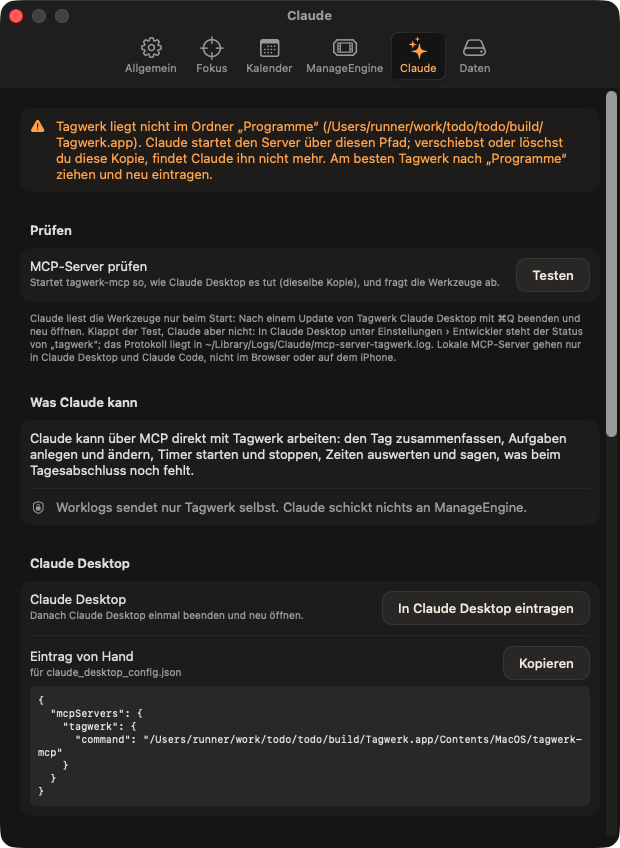 Claude
Allgemein
Fokus
Kalender
ManageEngine
Claude
Daten
Tagwerk liegt nicht im Ordner „Programme“ (/Users/runner/work/todo/todo/build/
Tagwerk.app). Claude startet den Server über diesen Pfad; verschiebst oder löschst
du diese Kopie, findet Claude ihn nicht mehr. Am besten Tagwerk nach „Programme“
ziehen und neu eintragen.
Prüfen
MCP-Server prüfen
Startet tagwerk-mcp so, wie Claude Desktop es tut (dieselbe Kopie), und fragt die Werkzeuge ab.
Testen
Claude liest die Werkzeuge nur beim Start: Nach einem Update von Tagwerk Claude Desktop mit ⌘Q beenden und
neu öffnen. Klappt der Test, Claude aber nicht: In Claude Desktop unter Einstellungen › Entwickler steht der Status
von „tagwerk“; das Protokoll liegt in ~/Library/Logs/Claude/mcp-server-tagwerk.log. Lokale MCP-Server gehen nur
in Claude Desktop und Claude Code, nicht im Browser oder auf dem iPhone.
Was Claude kann
Claude kann über MCP direkt mit Tagwerk arbeiten: den Tag zusammenfassen, Aufgaben
anlegen und ändern, Timer starten und stoppen, Zeiten auswerten und sagen, was beim
Tagesabschluss noch fehlt.
Worklogs sendet nur Tagwerk selbst. Claude schickt nichts an ManageEngine.
Claude Desktop
Claude Desktop
Danach Claude Desktop einmal beenden und neu öffnen.
In Claude Desktop eintragen
Eintrag von Hand
für claude_desktop_config.json
Kopieren
{
"mcpServers": {
"tagwerk": {
"command": "/Users/runner/work/todo/todo/build/Tagwerk.app/Contents/MacOS/tagwerk-
mcp"
}
}
}